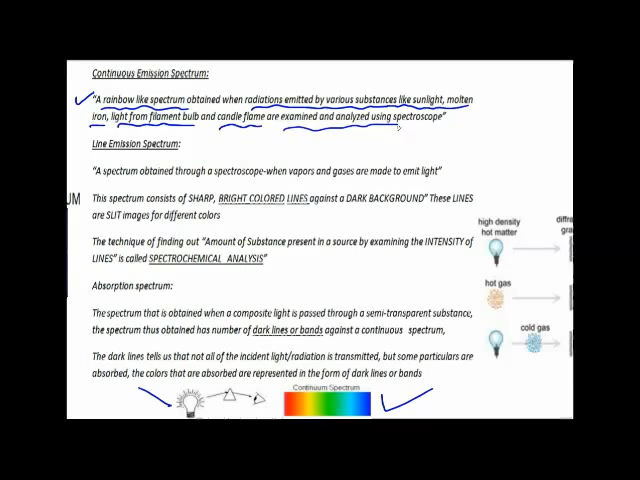 Continuous Emission Spectrum:
"A rainbow like spectrum obtained when radiations emitted by various substances like sunlight, molten
iron, light from filament bulb and candle flame are examined and analyzed using spectroscope"
Line Emission Spectrum:
"A spectrum obtained through a spectroscope-when vapors and gases are made to emit light"
This spectrum consists of SHARP, BRIGHT COLORED LINES against a DARK BACKGROUND" These LINES
UM
are SLIT images for different colors
high density
hot matter
diffra
gra
The technique of finding out "Amount of Substance present in a source by examining the INTENSITY of
LINES" is called SPECTROCHEMICAL ANALYSIS"
Absorption spectrum:
hot gas
The spectrum that is obtained when a composite light is passed through a semi-transparent substance,
the spectrum thus obtained has number of dark lines or bands against a continuous spectrum,
cold gas
The dark lines tells us that not all of the incident light/radiation is transmitted, but some particulars are
absorbed, the colors that are absorbed are represented in the form of dark lines or bands
Continuum Spectrum